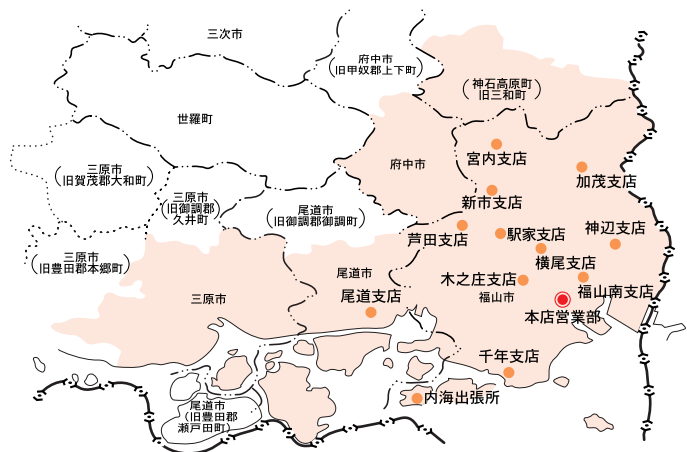 三次市
府中市
(旧甲奴郡上下町)
(神石高原町
旧三和町)
世羅町
府中市
宮内支店
加茂支店
三原市
(旧賀茂郡大和町)
三原市
(旧御調郡
久井町)
尾道市
(旧御調郡御調町)
新市支店
芦田支店
駅家支店
神辺支店
横尾支店
三原市
(旧豊田郡本郷町)
尾道市
木之庄支店
福山南支店
三原市
尾道支店
福山市
本店営業部
千年支店
内海出張所
尾道市
(旧豊田郡
瀬戸田町)